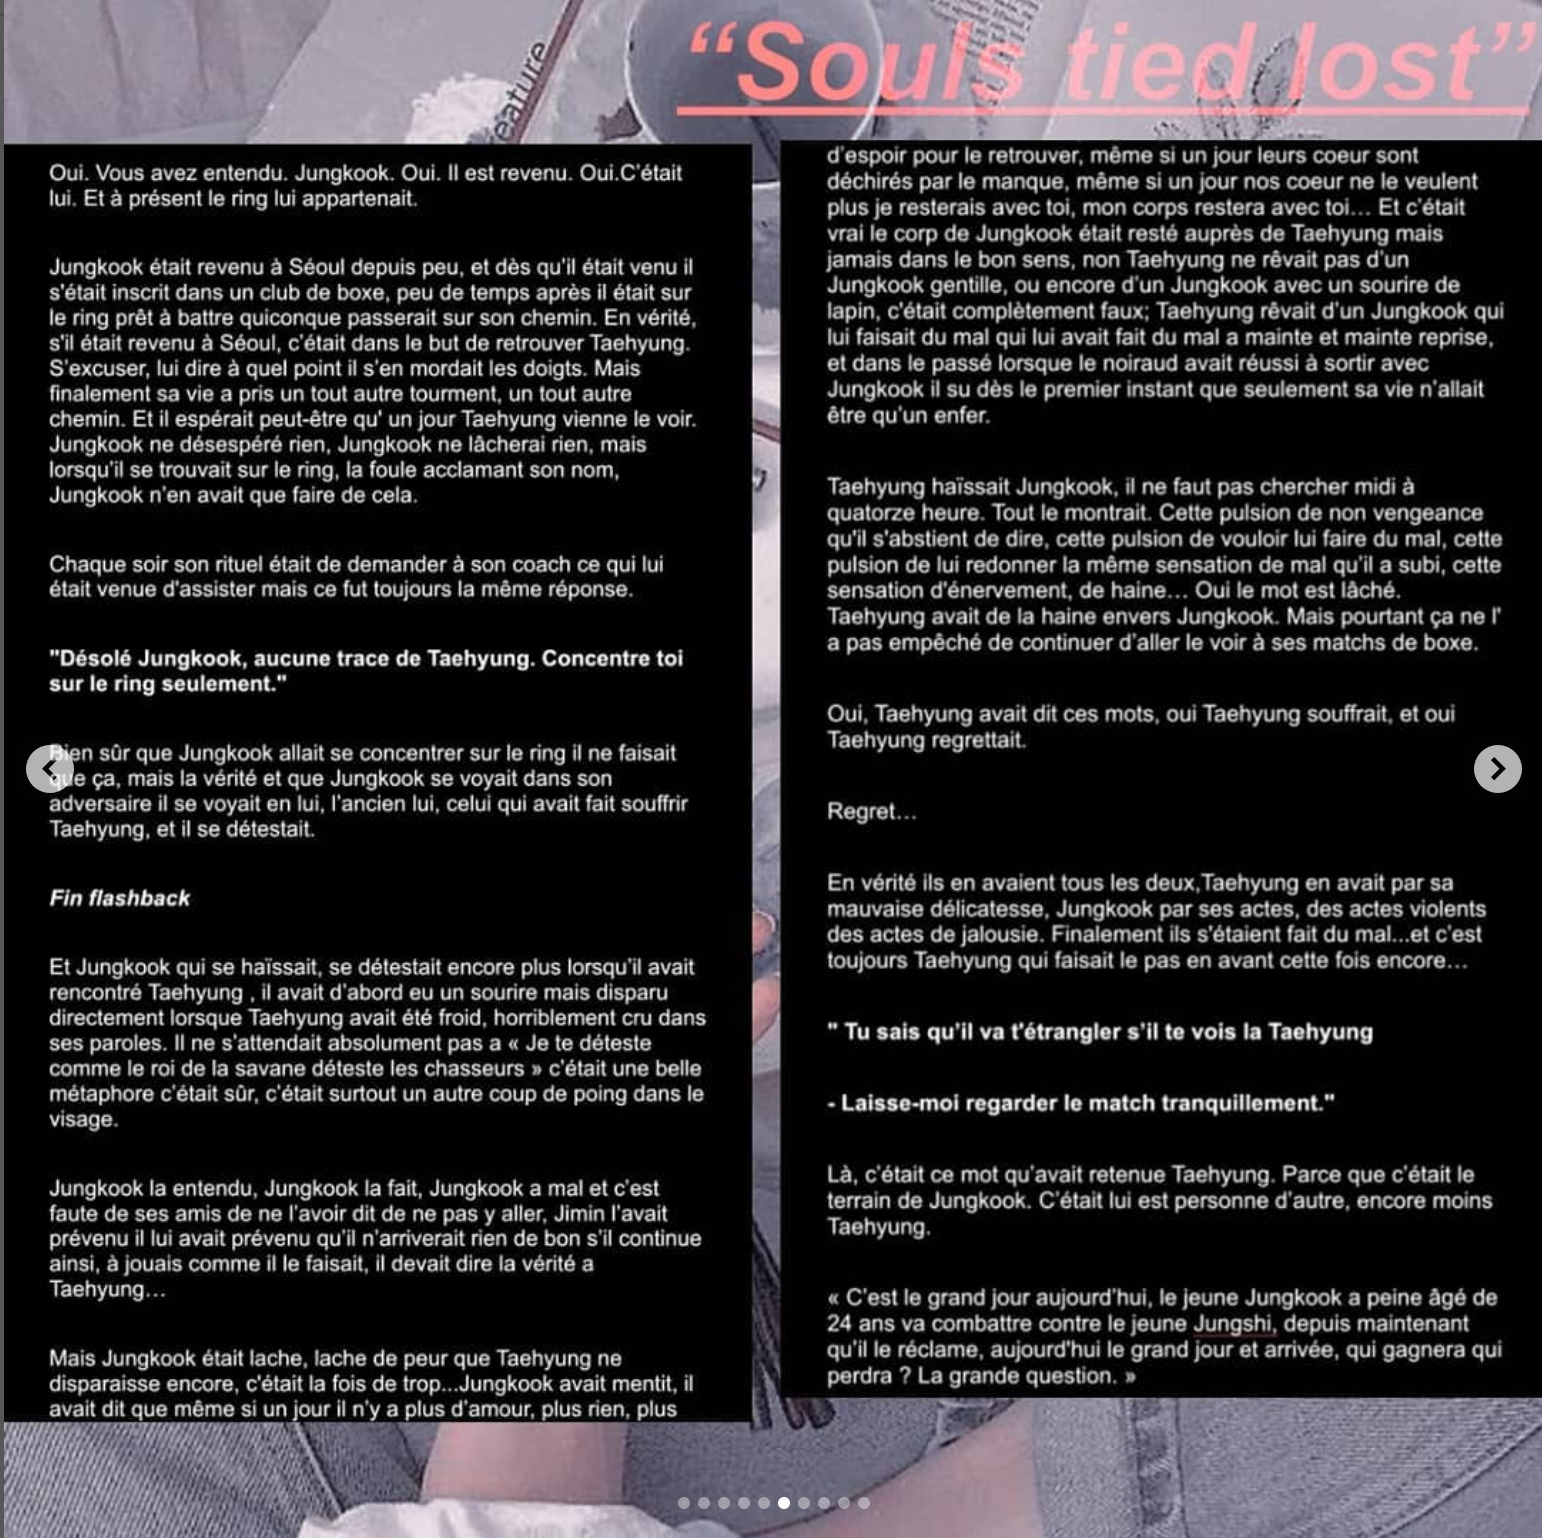 “Souls tied lost”
eature
Oui. Vous avez entendu. Jungkook. Oui. Il est revenu. Oui.C’était
lui. Et à présent le ring lui appartenait.
Jungkook était revenu à Séoul depuis peu, et dès qu’il était venu il
s'était inscrit dans un club de boxe, peu de temps après il était sur
le ring prêt à battre quiconque passerait sur son chemin. En vérité,
s'il était revenu à Séoul, c’était dans le but de retrouver Taehyung.
S’excuser, lui dire à quel point il s’en mordait les doigts. Mais
finalement sa vie a pris un tout autre tourment, un tout autre
chemin. Et il espérait peut-être qu' un jour Taehyung vienne le voir.
Jungkook ne désespéré rien, Jungkook ne lâcherai rien, mais
lorsqu’il se trouvait sur le ring, la foule acclamant son nom,
Jungkook n’en avait que faire de cela.
Chaque soir son rituel était de demander à son coach ce qui lui
était venue d'assister mais ce fut toujours la même réponse.
"Désolé Jungkook, aucune trace de Taehyung. Concentre toi
sur le ring seulement."
Bien sûr que Jungkook allait se concentrer sur le ring il ne faisait
que ça, mais la vérité et que Jungkook se voyait dans son
adversaire il se voyait en lui, l’ancien lui, celui qui avait fait souffrir
Taehyung, et il se détestait.
Fin flashback
Et Jungkook qui se haïssait, se détestait encore plus lorsqu’il avait
rencontré Taehyung , il avait d’abord eu un sourire mais disparu
directement lorsque Taehyung avait été froid, horriblement cru dans
ses paroles. Il ne s’attendait absolument pas a « Je te déteste
comme le roi de la savane déteste les chasseurs » c’était une belle
métaphore c’était sûr, c’était surtout un autre coup de poing dans le
visage.
Jungkook la entendu, Jungkook la fait, Jungkook a mal et c’est
faute de ses amis de ne l’avoir dit de ne pas y aller, Jimin l’avait
prévenu il lui avait prévenu qu’il n’arriverait rien de bon s’il continue
ainsi, à jouais comme il le faisait, il devait dire la vérité a
Taehyung…
Mais Jungkook était lache, lache de peur que Taehyung ne
disparaisse encore, c'était la fois de trop...Jungkook avait mentit, il
avait dit que même si un jour il n’y a plus d’amour, plus rien, plus
d’espoir pour le retrouver, même si un jour leurs coeur sont
déchirés par le manque, même si un jour nos coeur ne le veulent
plus je resterais avec toi, mon corps restera avec toi… Et c’était
vrai le corp de Jungkook était resté auprès de Taehyung mais
jamais dans le bon sens, non Taehyung ne rêvait pas d’un
Jungkook gentille, ou encore d’un Jungkook avec un sourire de
lapin, c'était complètement faux; Taehyung rêvait d’un Jungkook qui
lui faisait du mal qui lui avait fait du mal a mainte et mainte reprise,
et dans le passé lorsque le noiraud avait réussi à sortir avec
Jungkook il su dès le premier instant que seulement sa vie n’allait
être qu’un enfer.
Taehyung haïssait Jungkook, il ne faut pas chercher midi à
quatorze heure. Tout le montrait. Cette pulsion de non vengeance
qu'il s'abstient de dire, cette pulsion de vouloir lui faire du mal, cette
pulsion de lui redonner la même sensation de mal qu’il a subi, cette
sensation d'énervement, de haine… Oui le mot est lâché.
Taehyung avait de la haine envers Jungkook. Mais pourtant ça ne l’
a pas empêché de continuer d’aller le voir à ses matchs de boxe.
Oui, Taehyung avait dit ces mots, oui Taehyung souffrait, et oui
Taehyung regrettait.
Regret…
En vérité ils en avaient tous les deux,Taehyung en avait par sa
mauvaise délicatesse, Jungkook par ses actes, des actes violents
des actes de jalousie. Finalement ils s'étaient fait du mal...et c’est
toujours Taehyung qui faisait le pas en avant cette fois encore…
" Tu sais qu’il va t'étrangler s’il te vois la Taehyung
- Laisse-moi regarder le match tranquillement."
Là, c’était ce mot qu’avait retenue Taehyung. Parce que c’était le
terrain de Jungkook. C’était lui est personne d’autre, encore moins
Taehyung.
« C’est le grand jour aujourd’hui, le jeune Jungkook a peine âgé de
24 ans va combattre contre le jeune Jungshi, depuis maintenant
qu’il le réclame, aujourd'hui le grand jour et arrivée, qui gagnera qui
perdra ? La grande question. »